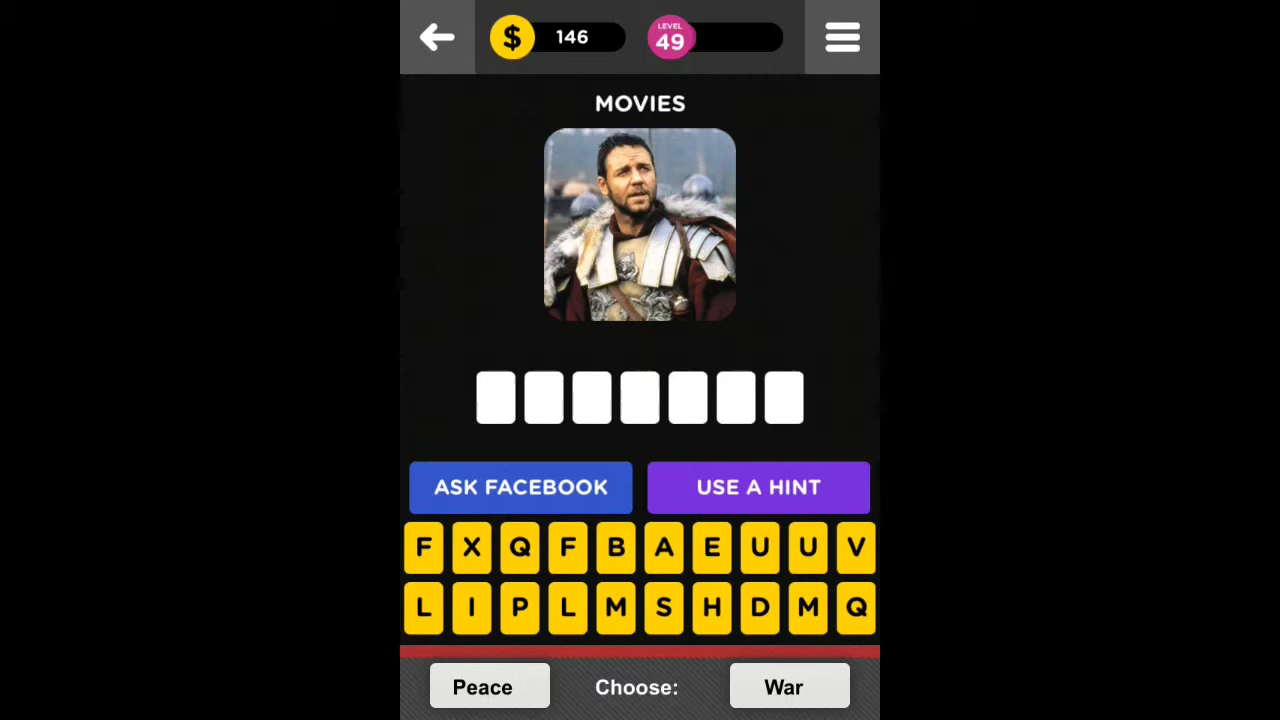 $ 146 LEVEL 49
MOVIES
ASK FACEBOOK USE A HINT
F X Q F B A E U U V
L I P L M S H D M Q
Peace Choose: War